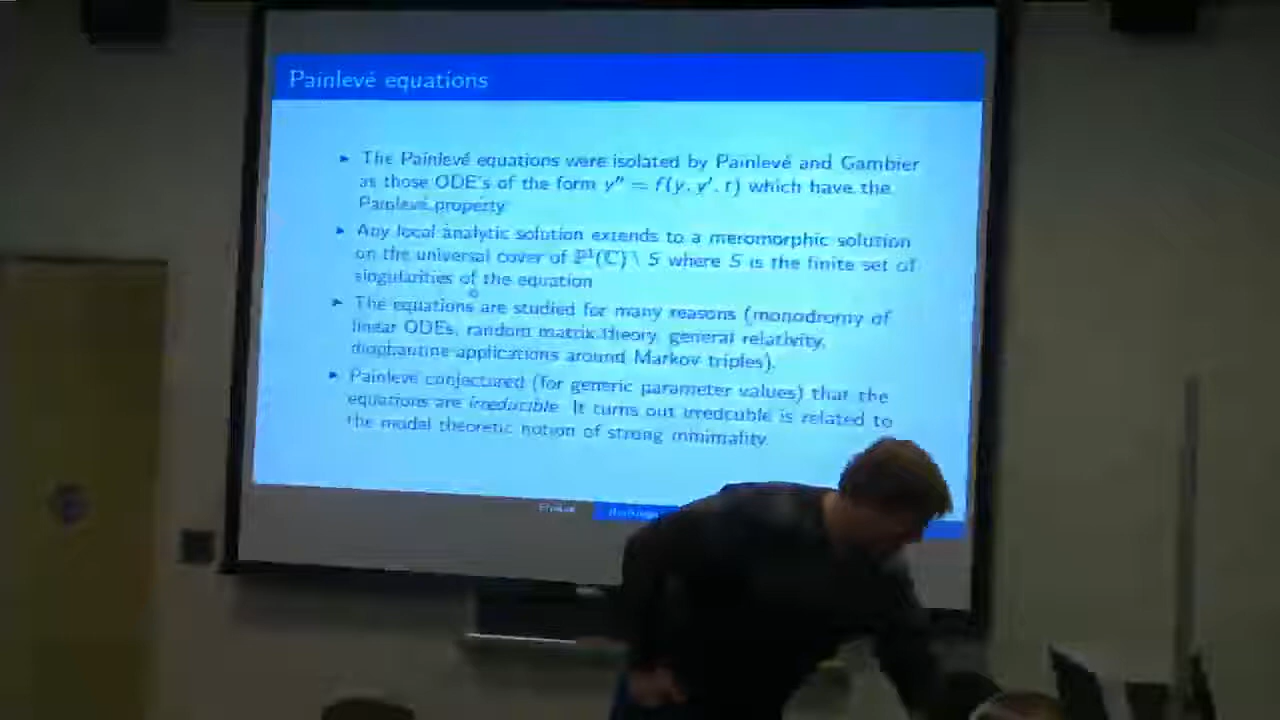 Painlevé equations
The Painlevé equations were isolated by Painlevé and Gambier
as those ODE's of the form y″ = f(y, y′, t) which have the
Painlevé property
Any local analytic solution extends to a meromorphic solution
on the universal cover of ℙ¹(ℂ) \ S where S is the finite set of
singularities of the equation
The equations are studied for many reasons (monodromy of
linear ODEs, random matrix theory, general relativity,
diophantine applications around Markov triples).
Painlevé conjectured (for generic parameter values) that the
equations are irreducible. It turns out irredcuble is related to
the model theoretic notion of strong minimality.